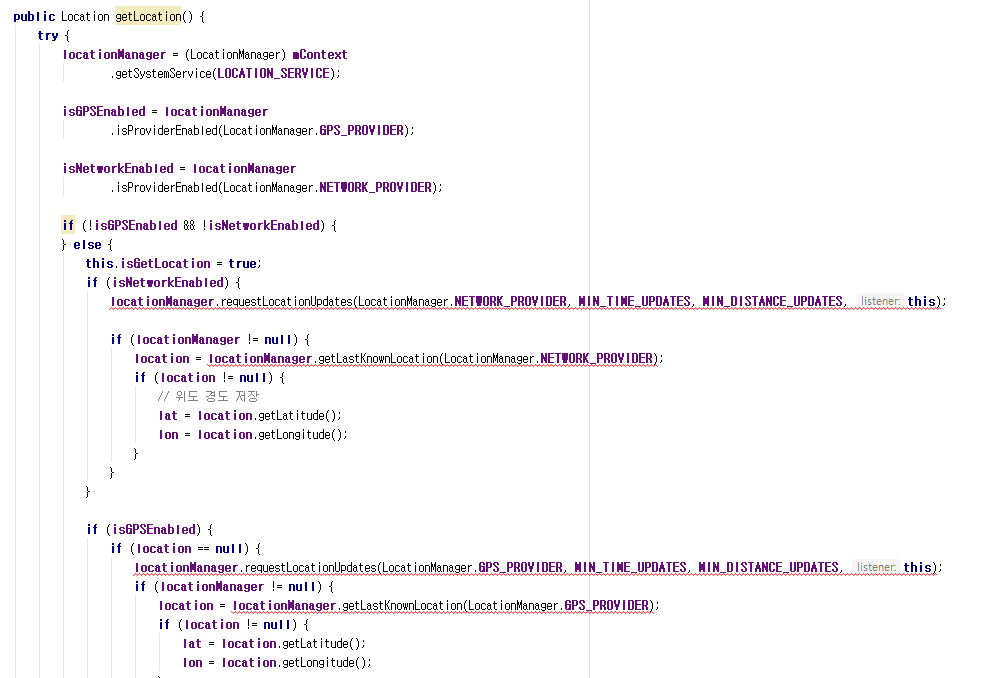 public Location getLocation() {
try {
locationManager = (LocationManager) mContext
.getSystemService(LOCATION_SERVICE);
isGPSEnabled = locationManager
.isProviderEnabled(LocationManager.GPS_PROVIDER);
isNetworkEnabled = locationManager
.isProviderEnabled(LocationManager.NETWORK_PROVIDER);
if (!isGPSEnabled && !isNetworkEnabled) {
} else {
this.isGetLocation = true;
if (isNetworkEnabled) {
locationManager.requestLocationUpdates(LocationManager.NETWORK_PROVIDER, MIN_TIME_UPDATES, MIN_DISTANCE_UPDATES, listener: this);
if (locationManager != null) {
location = locationManager.getLastKnownLocation(LocationManager.NETWORK_PROVIDER);
if (location != null) {
// 위도 경도 저장
lat = location.getLatitude();
lon = location.getLongitude();
}
}
}
if (isGPSEnabled) {
if (location == null) {
locationManager.requestLocationUpdates(LocationManager.GPS_PROVIDER, MIN_TIME_UPDATES, MIN_DISTANCE_UPDATES, listener: this);
if (locationManager != null) {
location = locationManager.getLastKnownLocation(LocationManager.GPS_PROVIDER);
if (location != null) {
lat = location.getLatitude();
lon = location.getLongitude();